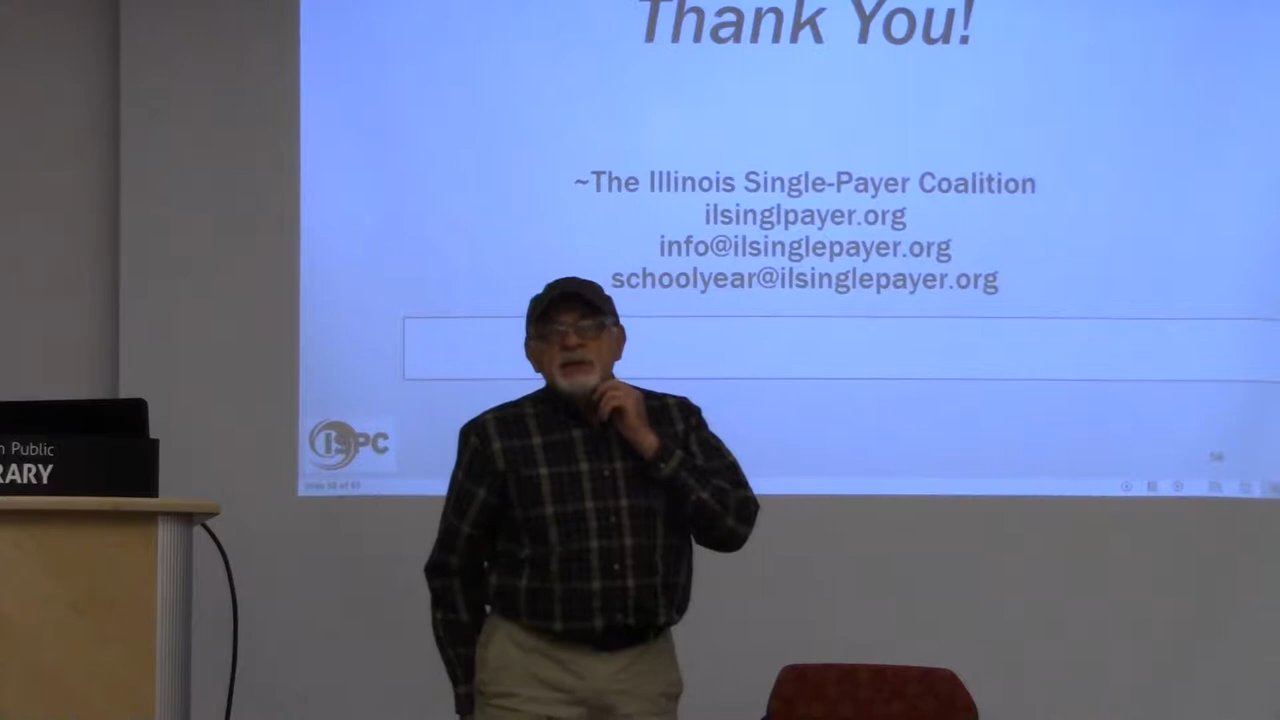 Thank You!
~The Illinois Single-Payer Coalition
ilsinglpayer.org
info@ilsinglepayer.org
schoolyear@ilsinglepayer.org
ISPC
n Public
RARY